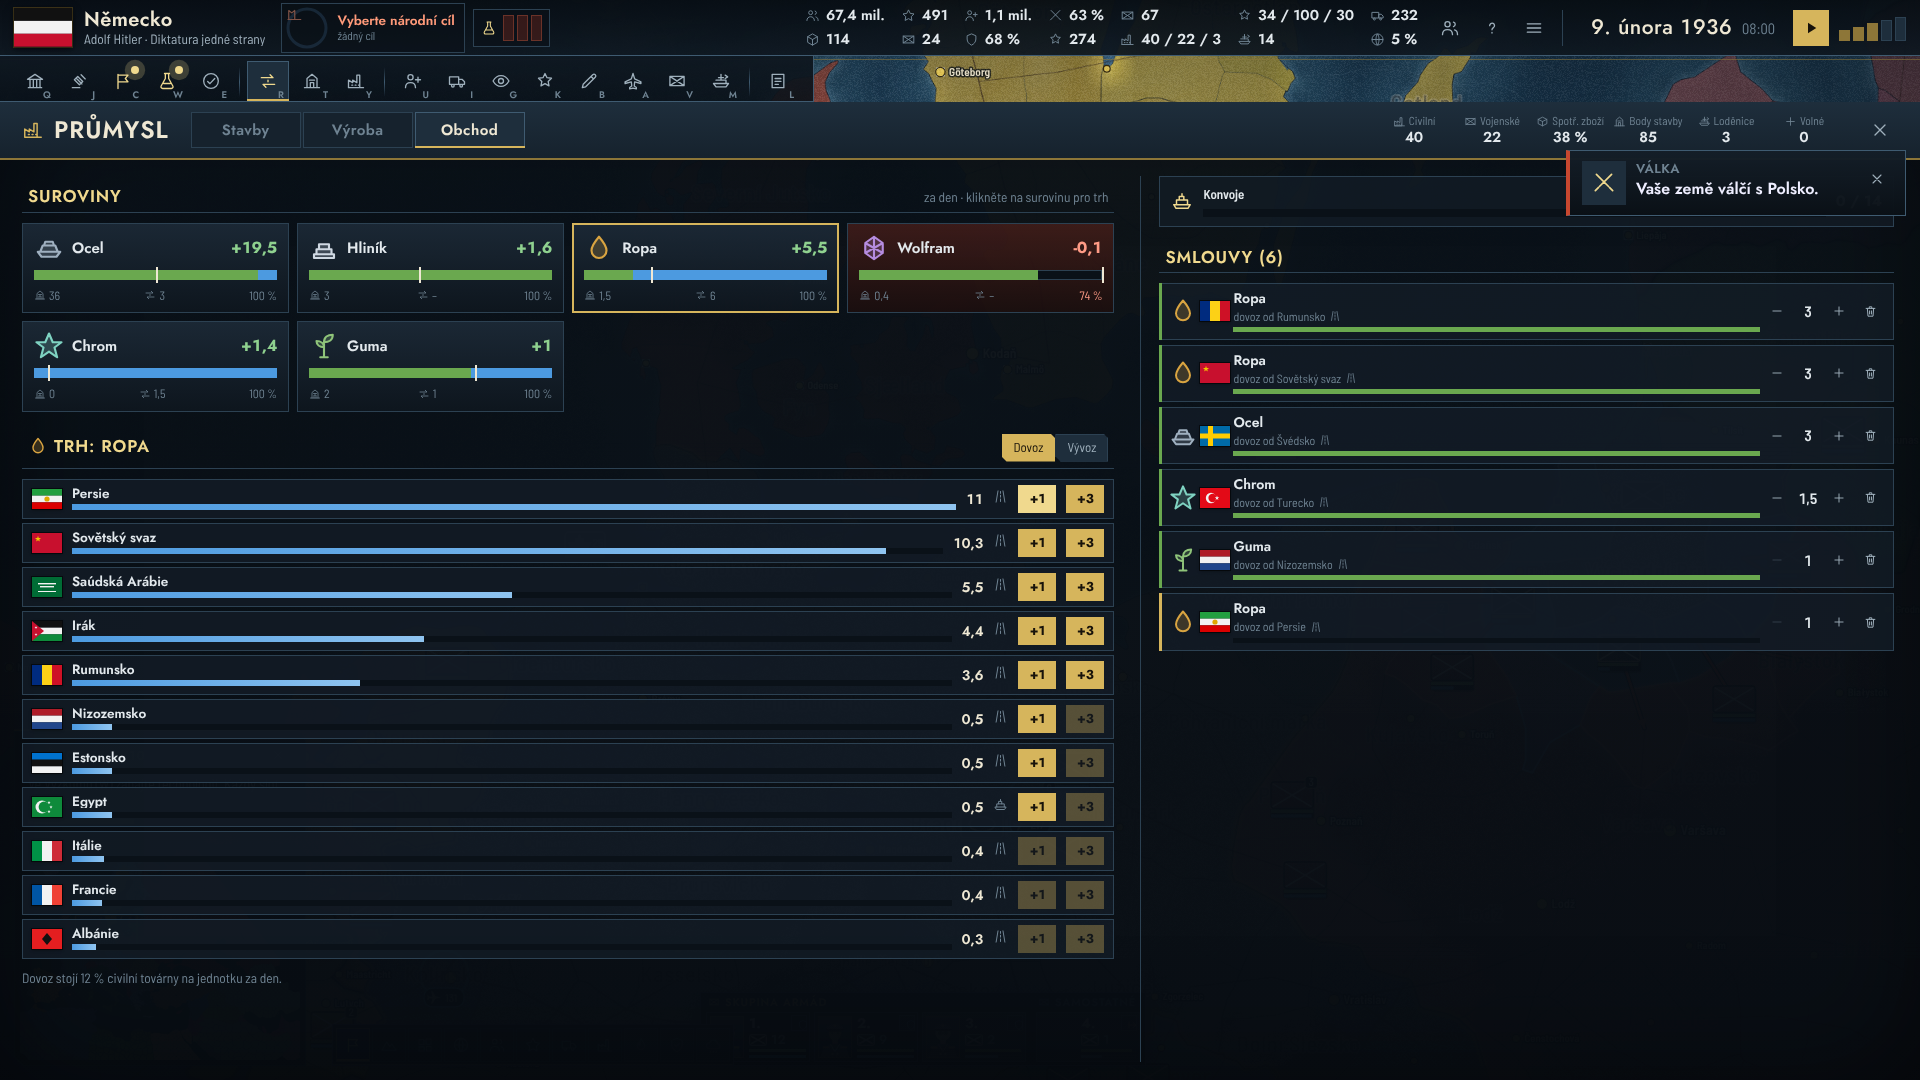 Německo
Adolf Hitler · Diktatura jedné strany
Vyberte národní cíl
žádný cíl
67,4 mil. 491 1,1 mil. 63 % 67 34 / 100 / 30 232
114 24 68 % 274 40 / 22 / 3 14 5 %
?
9. února 1936 08:00
Q J C W E R T Y U I G K B A V M L
Göteborg
PRŮMYSL
Stavby
Výroba
Obchod
Civilní
40
Vojenské
22
Spotř. zboží
38 %
Body stavby
85
Loděnice
3
Volné
0
VÁLKA
Vaše země válčí s Polsko.
SUROVINY
za den · klikněte na surovinu pro trh
Ocel +19,5
36 3 100 %
Hliník +1,6
3 – 100 %
Ropa +5,5
1,5 6 100 %
Wolfram -0,1
0,4 – 74 %
Chrom +1,4
0 1,5 100 %
Guma +1
2 1 100 %
TRH: ROPA
Dovoz Vývoz
Persie 11 +1 +3
Sovětský svaz 10,3 +1 +3
Saúdská Arábie 5,5 +1 +3
Irák 4,4 +1 +3
Rumunsko 3,6 +1 +3
Nizozemsko 0,5 +1 +3
Estonsko 0,5 +1 +3
Egypt 0,5 +1 +3
Itálie 0,4 +1 +3
Francie 0,4 +1 +3
Albánie 0,3 +1 +3
Dovoz stojí 12 % civilní továrny na jednotku za den.
Konvoje
SMLOUVY (6)
Ropa
dovoz od Rumunsko
− 3 +
Ropa
dovoz od Sovětský svaz
− 3 +
Ocel
dovoz od Švédsko
− 3 +
Chrom
dovoz od Turecko
− 1,5 +
Guma
dovoz od Nizozemsko
− 1 +
Ropa
dovoz od Persie
− 1 +